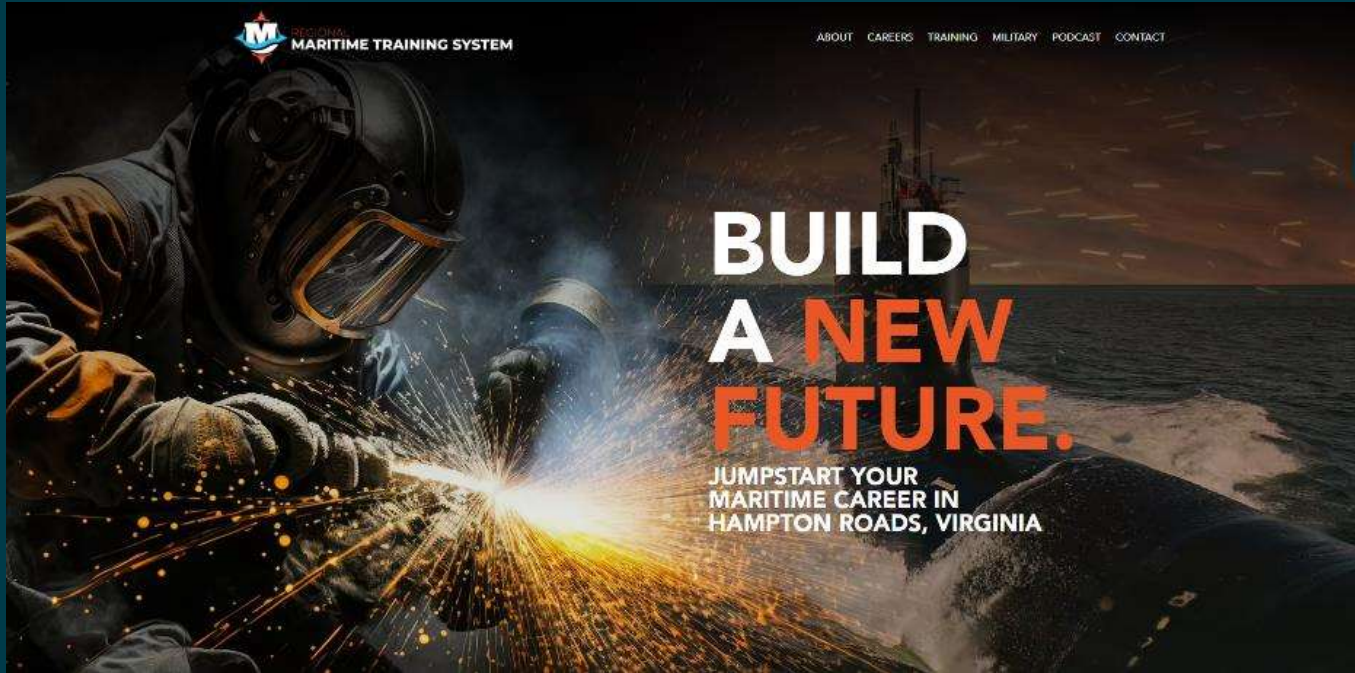 REGIONAL
MARITIME TRAINING SYSTEM
ABOUT CAREERS TRAINING MILITARY PODCAST CONTACT
BUILD
A NEW
FUTURE.
JUMPSTART YOUR
MARITIME CAREER IN
HAMPTON ROADS, VIRGINIA